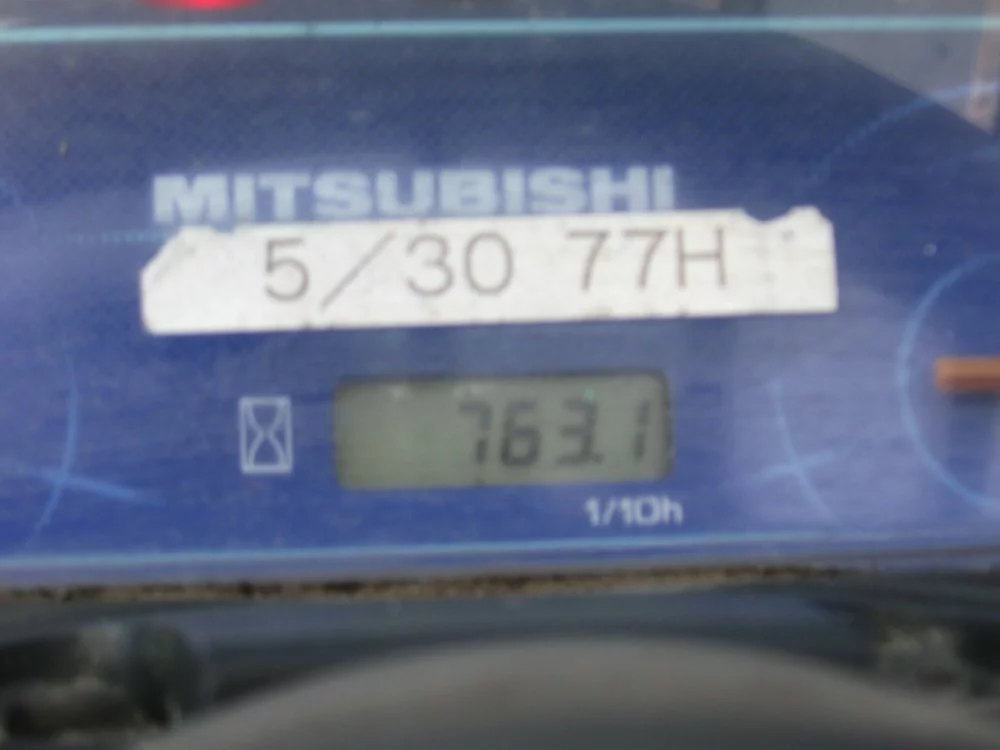 MITSUBISHI
5/30 77H
763.1
1/10h